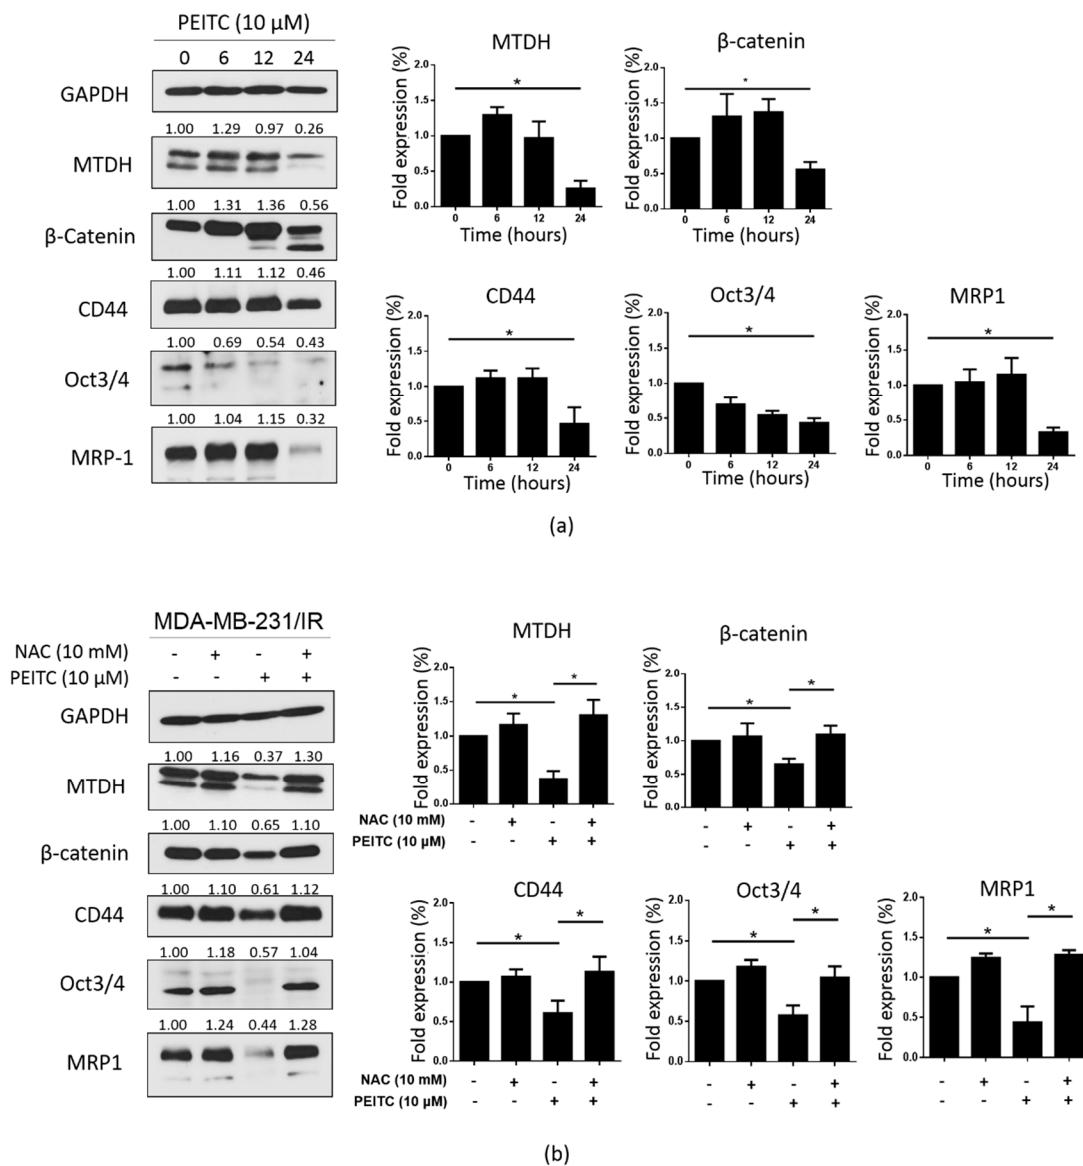 PEITC (10 µM)
0 6 12 24
GAPDH
1.00 1.29 0.97 0.26
MTDH
1.00 1.31 1.36 0.56
β-Catenin
1.00 1.11 1.12 0.46
CD44
1.00 0.69 0.54 0.43
Oct3/4
1.00 1.04 1.15 0.32
MRP-1
MTDH
Fold expression (%)
2.0
1.5
1.0
0.5
0.0
*
0 6 12 24
Time (hours)
β-catenin
Fold expression (%)
2.0
1.5
1.0
0.5
0.0
*
0 6 12 24
Time (hours)
CD44
Fold expression (%)
2.0
1.5
1.0
0.5
0.0
*
0 6 12 24
Time (hours)
Oct3/4
Fold expression (%)
2.0
1.5
1.0
0.5
0.0
*
0 6 12 24
Time (hours)
MRP1
Fold expression (%)
2.0
1.5
1.0
0.5
0.0
*
0 6 12 24
Time (hours)
(a)
MDA-MB-231/IR
NAC (10 mM) - + - +
PEITC (10 µM) - - + +
GAPDH
1.00 1.16 0.37 1.30
MTDH
1.00 1.10 0.65 1.10
β-catenin
1.00 1.10 0.61 1.12
CD44
1.00 1.18 0.57 1.04
Oct3/4
1.00 1.24 0.44 1.28
MRP1
MTDH
Fold expression (%)
2.0
1.5
1.0
0.5
0.0
* *
NAC (10 mM) - + - +
PEITC (10 µM) - - + +
β-catenin
Fold expression (%)
2.0
1.5
1.0
0.5
0.0
* *
- + - +
- - + +
CD44
Fold expression (%)
2.0
1.5
1.0
0.5
0.0
* *
NAC (10 mM) - + - +
PEITC (10 µM) - - + +
Oct3/4
Fold expression (%)
2.0
1.5
1.0
0.5
0.0
* *
- + - +
- - + +
MRP1
Fold expression (%)
2.0
1.5
1.0
0.5
0.0
* *
- + - +
- - + +
(b)